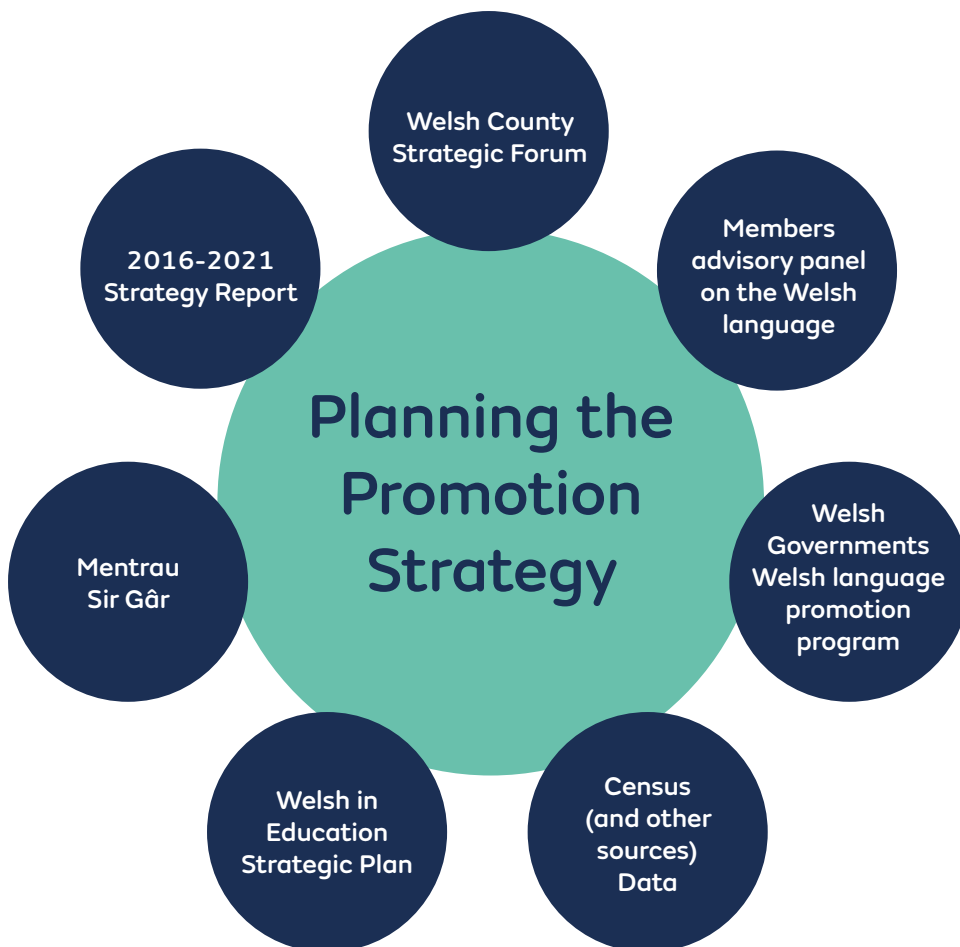 Welsh County
Strategic Forum
2016-2021
Strategy Report
Members
advisory panel
on the Welsh
language
Planning the
Promotion
Strategy
Mentrau
Sir Gâr
Welsh
Governments
Welsh language
promotion
program
Welsh in
Education
Strategic Plan
Census
(and other
sources)
Data